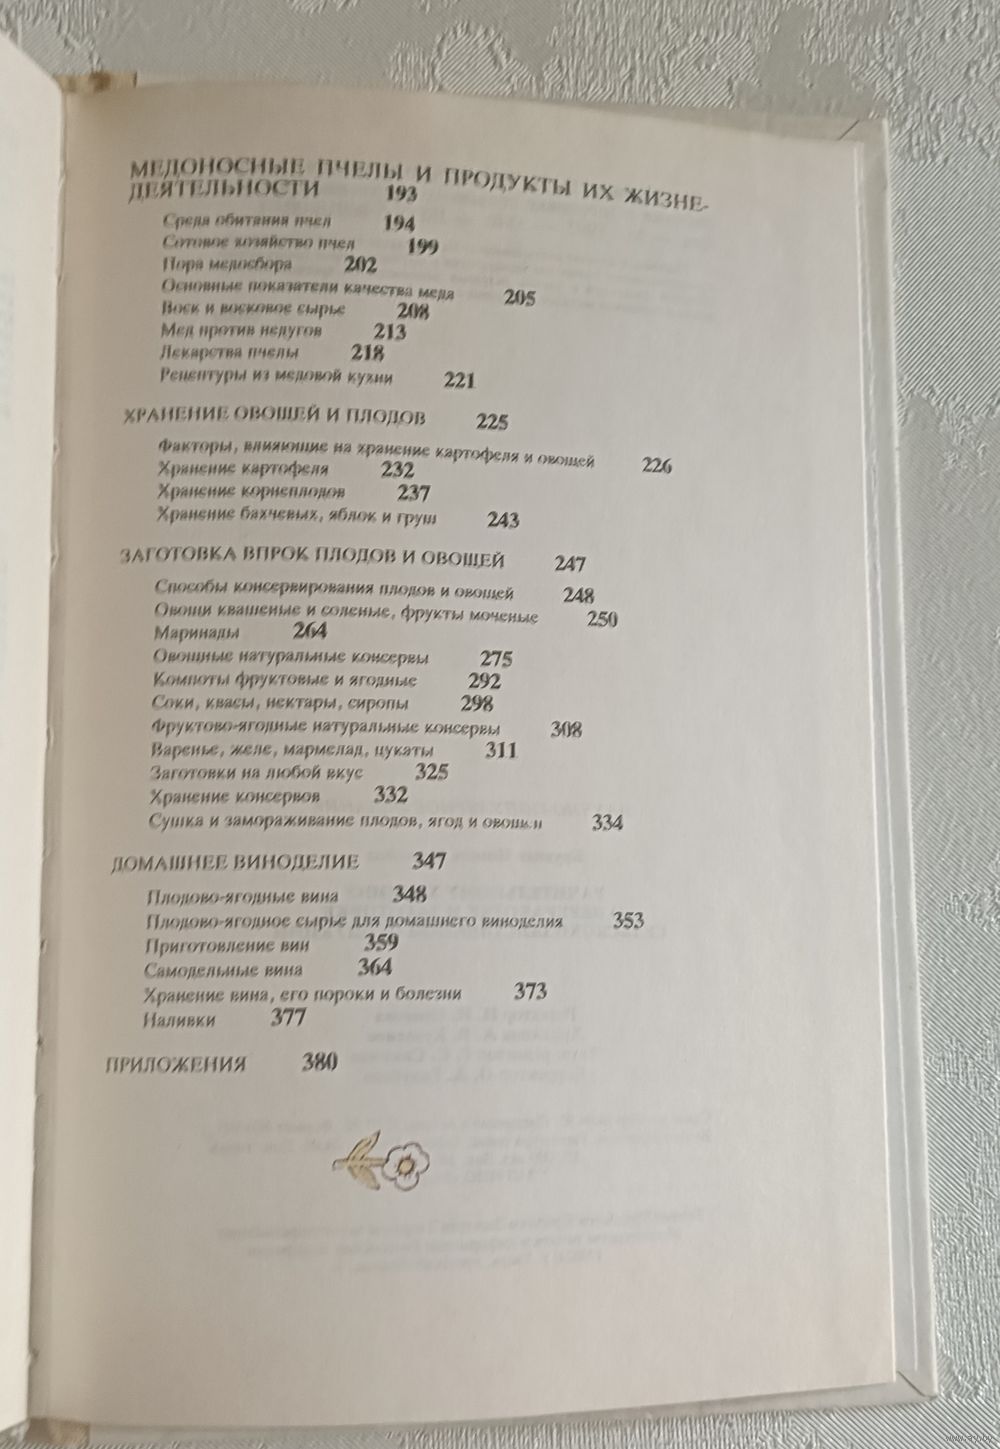 МЕДОНОСНЫЕ ПЧЕЛЫ И ПРОДУКТЫ ИХ ЖИЗНЕ-
ДЕЯТЕЛЬНОСТИ 193
Среда обитания пчел 194
Сотовое хозяйство пчел 199
Пора медосбора 202
Основные показатели качества меда 205
Воск и восковое сырье 208
Мед против недугов 213
Лекарства пчелы 218
Рецептуры из медовой кухни 221
ХРАНЕНИЕ ОВОЩЕЙ И ПЛОДОВ 225
Факторы, влияющие на хранение картофеля и овощей 226
Хранение картофеля 232
Хранение корнеплодов 237
Хранение бахчевых, яблок и груш 243
ЗАГОТОВКА ВПРОК ПЛОДОВ И ОВОЩЕЙ 247
Способы консервирования плодов и овощей 248
Овощи квашеные и соленые, фрукты моченые 250
Маринады 264
Овощные натуральные консервы 275
Компоты фруктовые и ягодные 292
Соки, квасы, нектары, сиропы 298
Фруктово-ягодные натуральные консервы 308
Варенье, желе, мармелад, цукаты 311
Заготовки на любой вкус 325
Хранение консервов 332
Сушка и замораживание плодов, ягод и овощей 334
ДОМАШНЕЕ ВИНОДЕЛИЕ 347
Плодово-ягодные вина 348
Плодово-ягодное сырье для домашнего виноделия 353
Приготовление вин 359
Самодельные вина 364
Хранение вина, его пороки и болезни 373
Наливки 377
ПРИЛОЖЕНИЯ 380